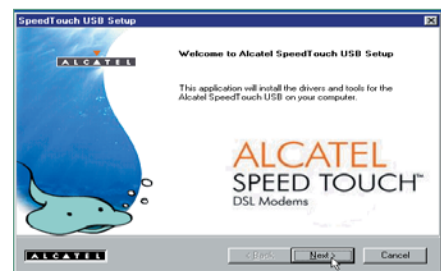 SpeedTouch USB Setup
ALCATEL
Welcome to Alcatel SpeedTouch USB Setup
This application will install the drivers and tools for the
Alcatel SpeedTouch USB on your computer.
ALCATEL
SPEED TOUCH™
DSL Modems
ALCATEL
< Back
Next >
Cancel